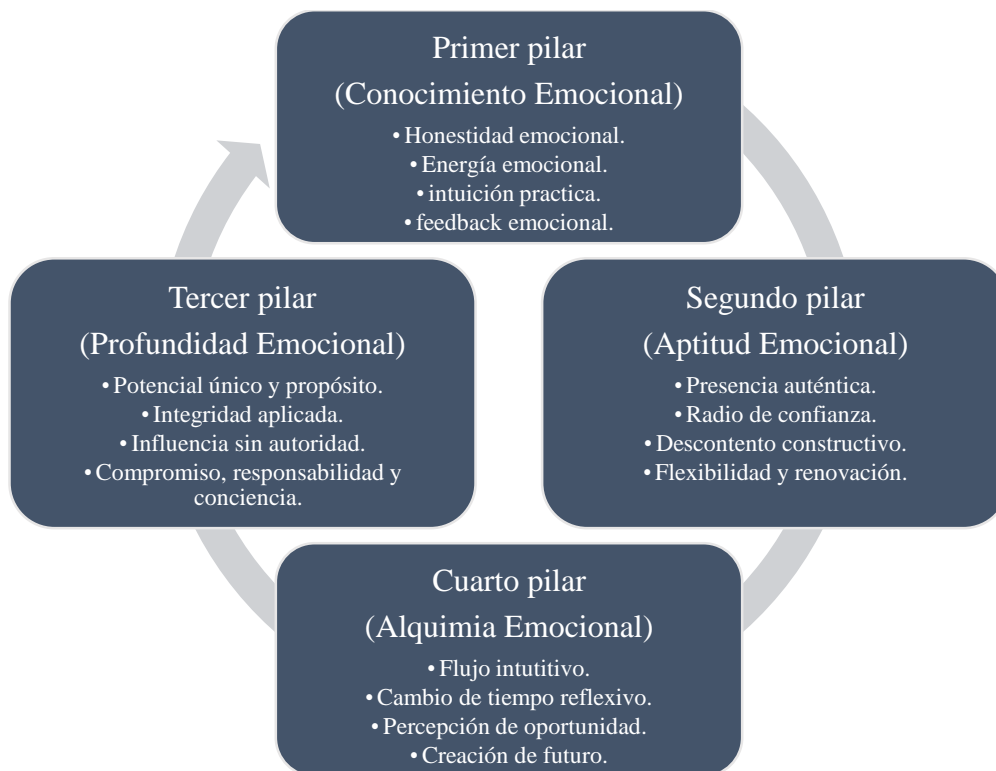 Primer pilar
(Conocimiento Emocional)
• Honestidad emocional.
• Energía emocional.
• intuición practica.
• feedback emocional.
Tercer pilar
(Profundidad Emocional)
• Potencial único y propósito.
• Integridad aplicada.
• Influencia sin autoridad.
• Compromiso, responsabilidad y
conciencia.
Segundo pilar
(Aptitud Emocional)
• Presencia auténtica.
• Radio de confianza.
• Descontento constructivo.
• Flexibilidad y renovación.
Cuarto pilar
(Alquimia Emocional)
• Flujo intutitivo.
• Cambio de tiempo reflexivo.
• Percepción de oportunidad.
• Creación de futuro.